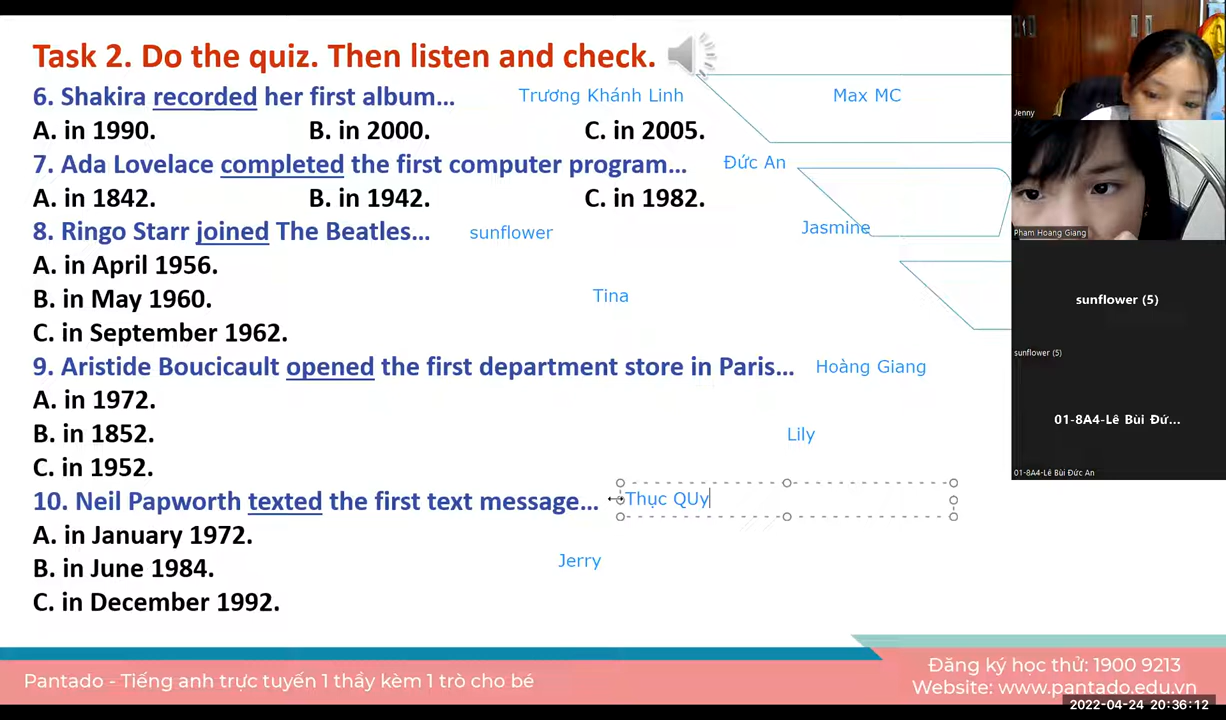 Task 2. Do the quiz. Then listen and check.
6. Shakira recorded her first album... Trương Khánh Linh Max MC
A. in 1990. B. in 2000. C. in 2005.
7. Ada Lovelace completed the first computer program... Đức An
A. in 1842. B. in 1942. C. in 1982.
8. Ringo Starr joined The Beatles... sunflower Jasmine
A. in April 1956.
B. in May 1960. Tina
C. in September 1962.
9. Aristide Boucicault opened the first department store in Paris... Hoàng Giang
A. in 1972.
B. in 1852. Lily
C. in 1952.
10. Neil Papworth texted the first text message... Thục QUy
A. in January 1972.
B. in June 1984. Jerry
C. in December 1992.
Pantado - Tiếng anh trực tuyến 1 thầy kèm 1 trò cho bé
Đăng ký học thử: 1900 9213
Website: www.pantado.edu.vn
Jenny
Pham Hoang Giang
sunflower (5)
sunflower (5)
01-8A4-Lê Bùi Đứ...
01-8A4-Lê Bùi Đức An
2022-04-24 20:36:12